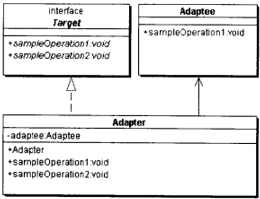 interface
Target
+sampleOperation1:void
+sampleOperation2:void
Adaptee
+sampleOperation1:void
Adapter
-adaptee:Adaptee
+Adapter
+sampleOperation1:void
+sampleOperation2:void